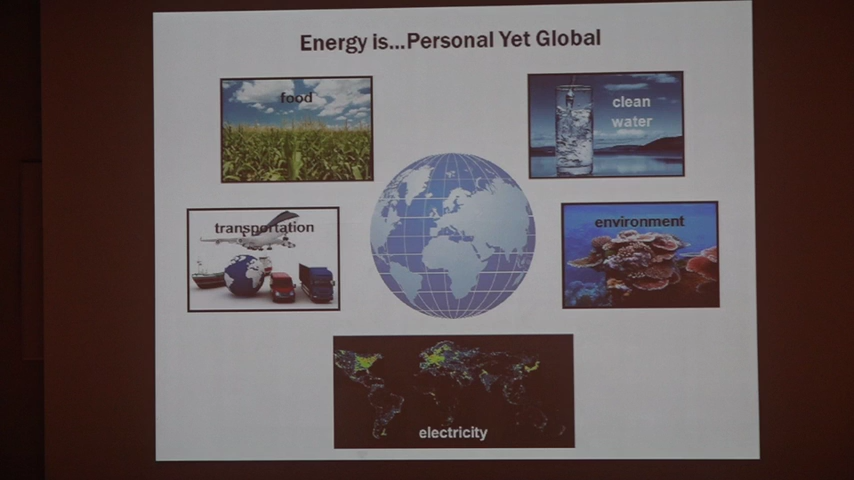 Energy is...Personal Yet Global
food
clean
water
transportation
environment
electricity